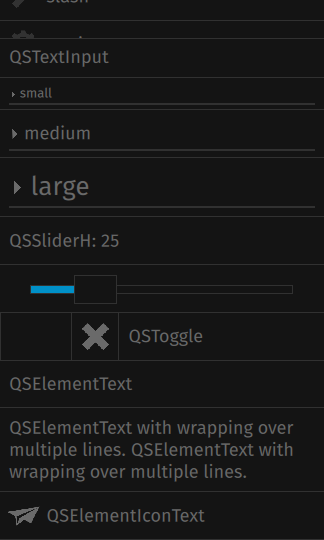 slash
QSTextInput
small
medium
large
QSSliderH: 25
QSToggle
QSElementText
QSElementText with wrapping over
multiple lines. QSElementText with
wrapping over multiple lines.
QSElementIconText